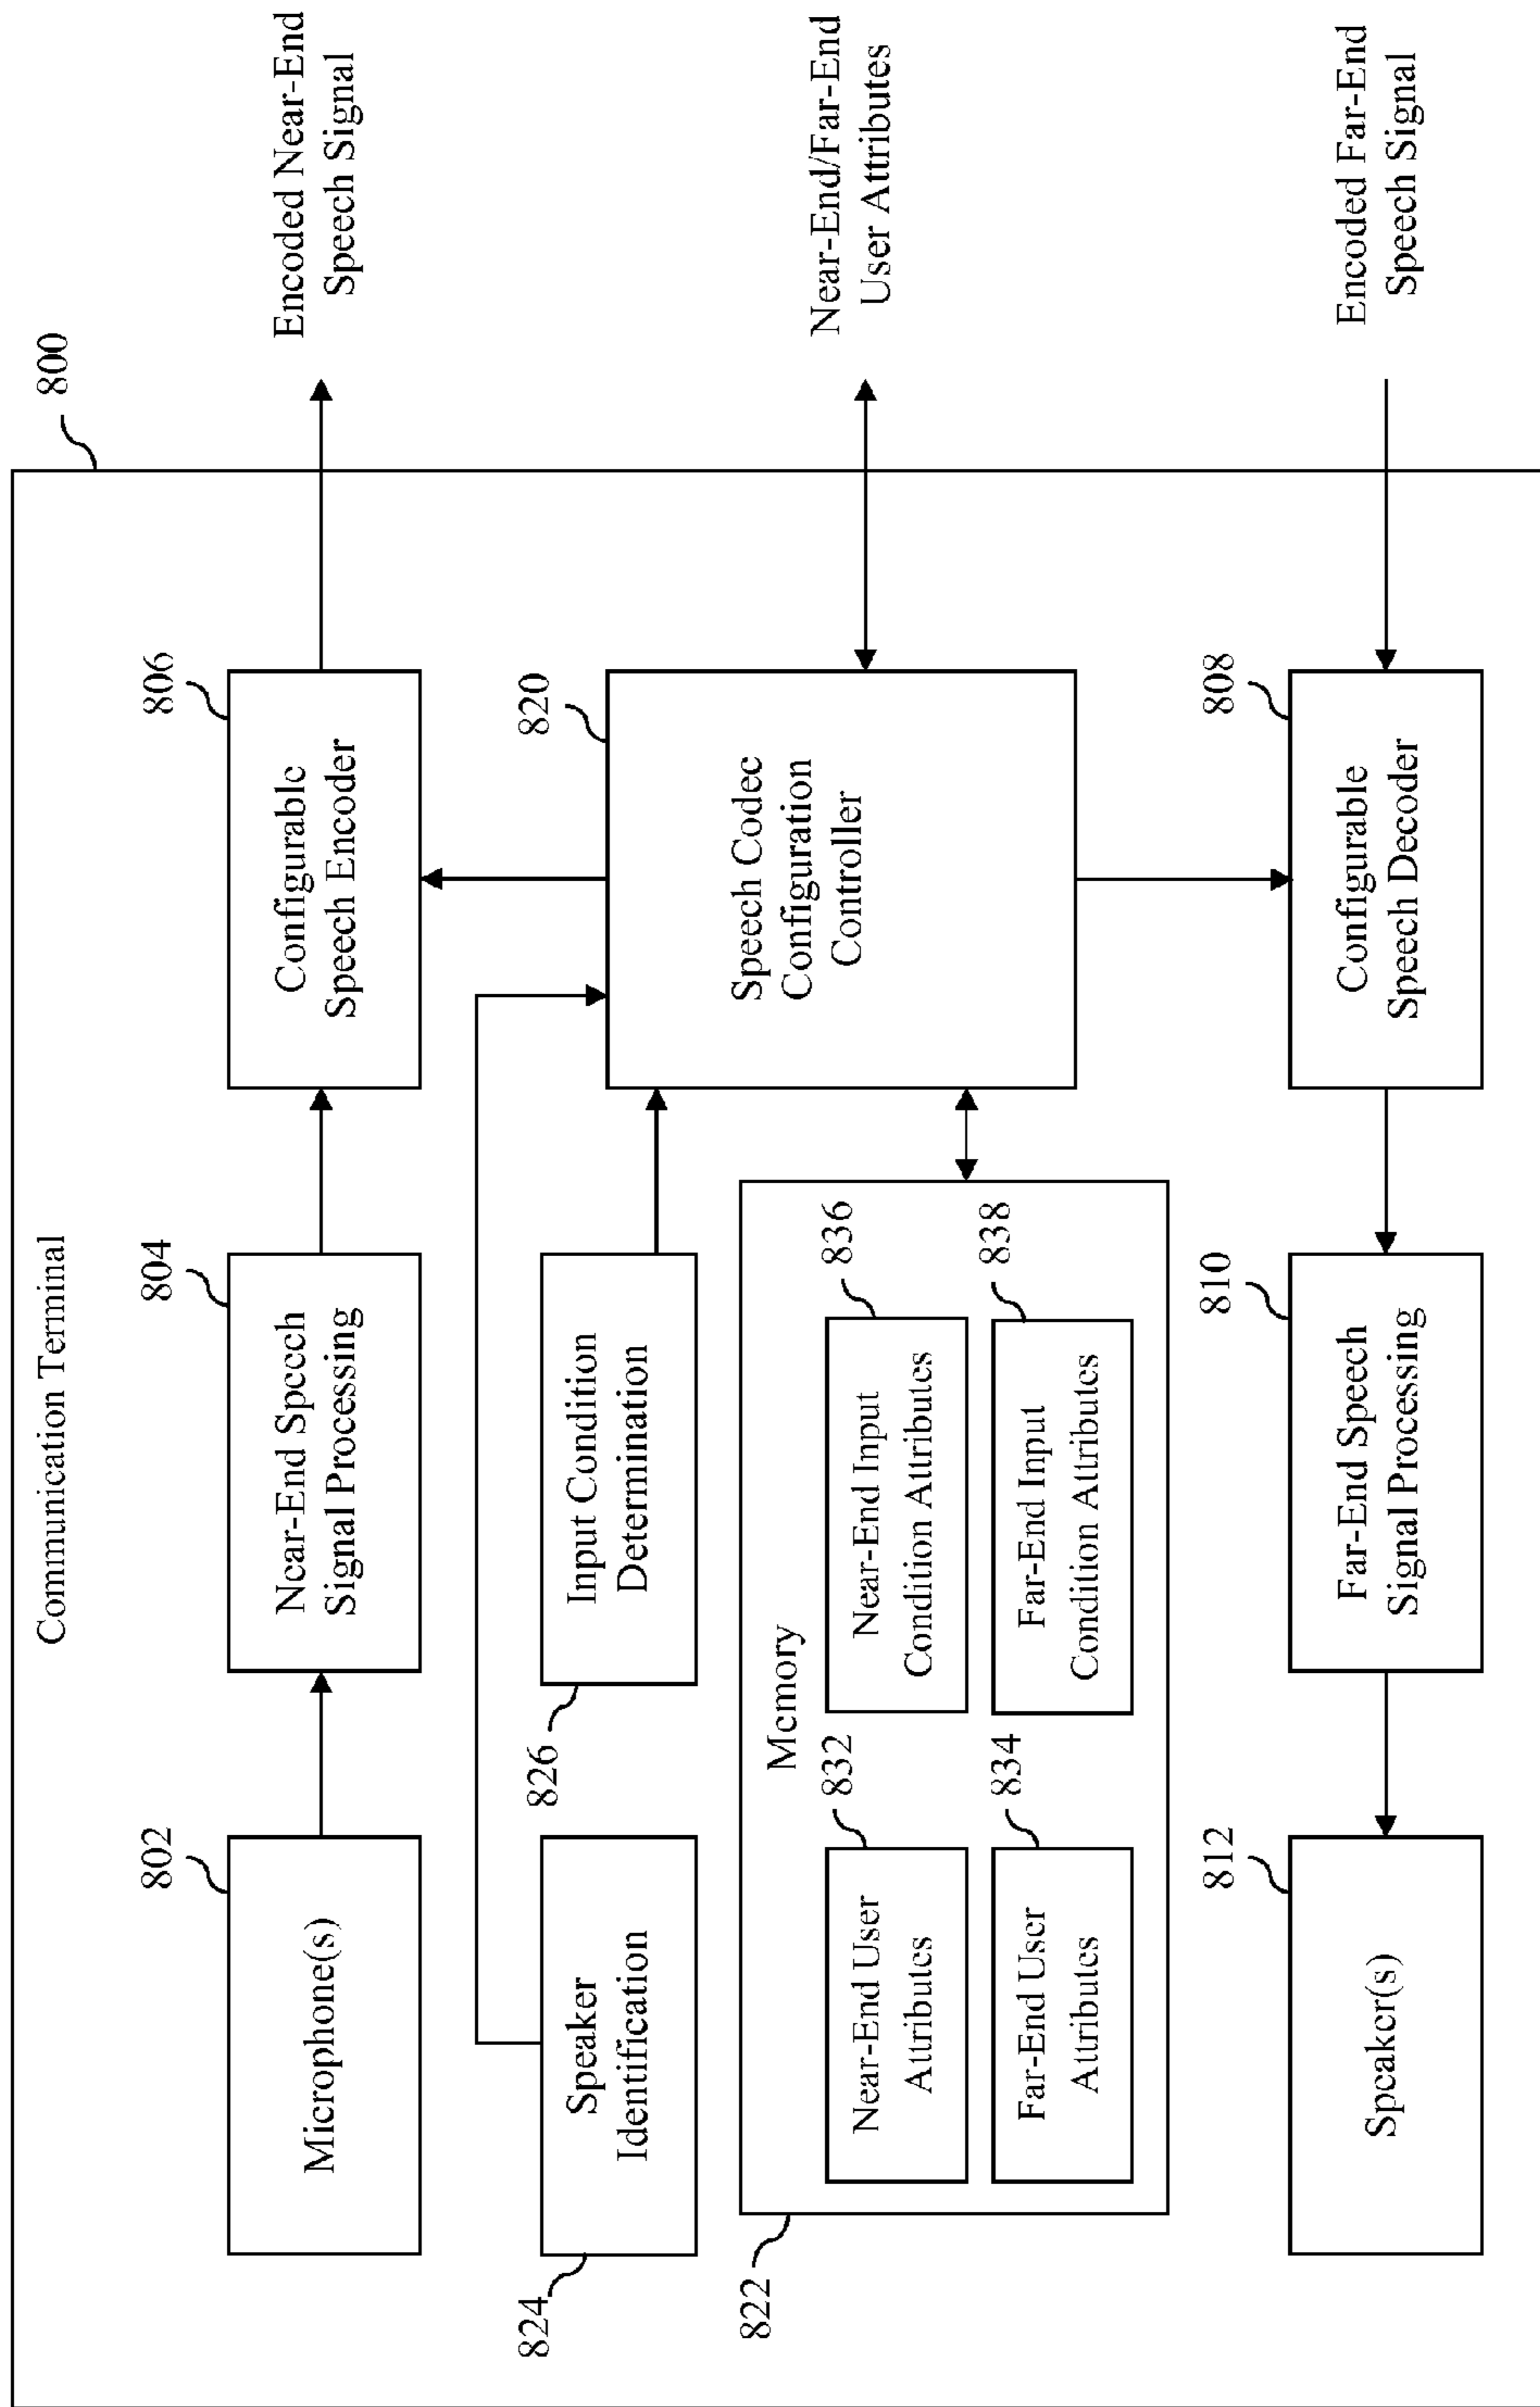 Communication Terminal
800
802
Microphone(s)
804
Near-End Speech
Signal Processing
806
Configurable
Speech Encoder
Encoded Near-End
Speech Signal
824
Speaker
Identification
826
Input Condition
Determination
820
Speech Codec
Configuration
Controller
Near-End/Far-End
User Attributes
822
Memory
832
Near-End User
Attributes
836
Near-End Input
Condition Attributes
834
Far-End User
Attributes
838
Far-End Input
Condition Attributes
812
Speaker(s)
810
Far-End Speech
Signal Processing
808
Configurable
Speech Decoder
Encoded Far-End
Speech Signal